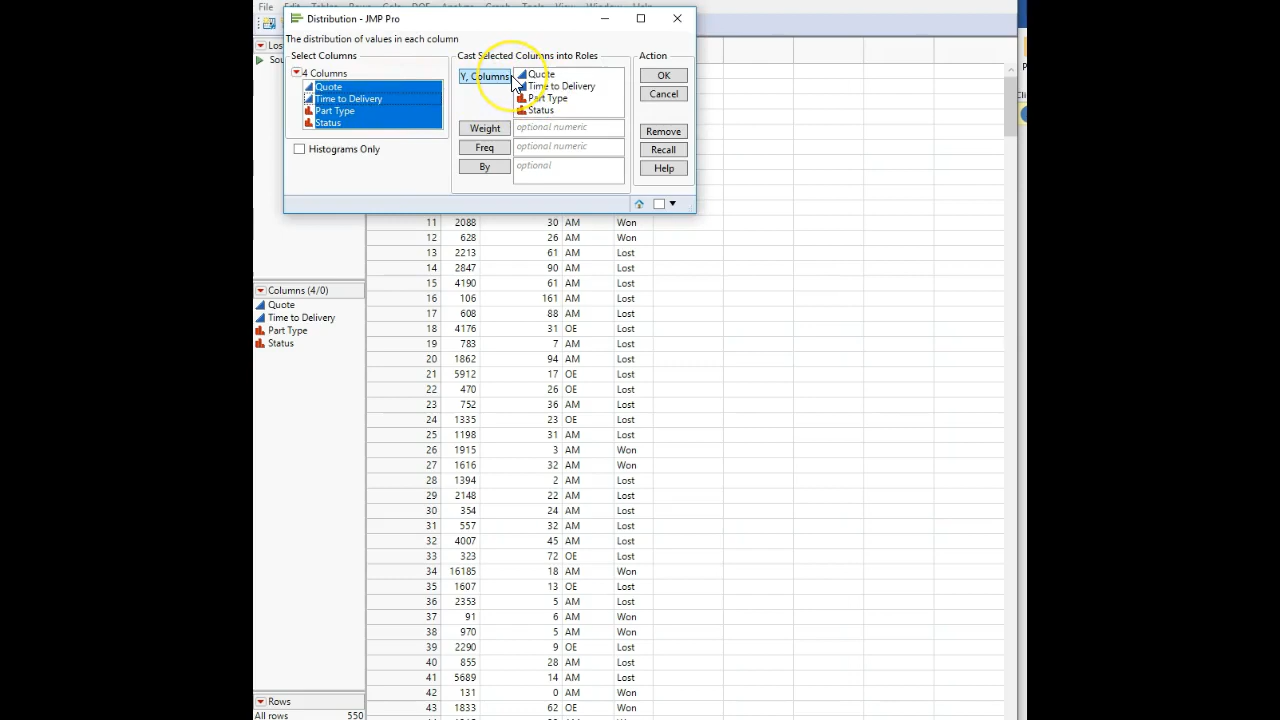 File
Distribution - JMP Pro
The distribution of values in each column
Select Columns
4 Columns
Quote
Time to Delivery
Part Type
Status
Histograms Only
Cast Selected Columns into Roles
Y, Columns
Quote
Time to Delivery
Part Type
Status
Weight
optional numeric
Freq
optional numeric
By
optional
Action
OK
Cancel
Remove
Recall
Help
11 2088 30 AM Won
12 628 26 AM Won
13 2213 61 AM Lost
14 2847 90 AM Lost
15 4190 61 AM Lost
16 106 161 AM Lost
17 608 88 AM Lost
18 4176 31 OE Lost
19 783 7 AM Lost
20 1862 94 AM Lost
21 5912 17 OE Lost
22 470 26 OE Lost
23 752 36 AM Lost
24 1335 23 OE Lost
25 1198 31 AM Lost
26 1915 3 AM Won
27 1616 32 AM Won
28 1394 2 AM Lost
29 2148 22 AM Lost
30 354 24 AM Lost
31 557 32 AM Lost
32 4007 45 AM Lost
33 323 72 OE Lost
34 16185 18 AM Won
35 1607 13 OE Lost
36 2353 5 AM Lost
37 91 6 AM Won
38 970 5 AM Won
39 2290 9 OE Lost
40 855 28 AM Lost
41 5689 14 AM Lost
42 131 0 AM Won
43 1833 62 OE Won
Columns (4/0)
Quote
Time to Delivery
Part Type
Status
Rows
All rows 550